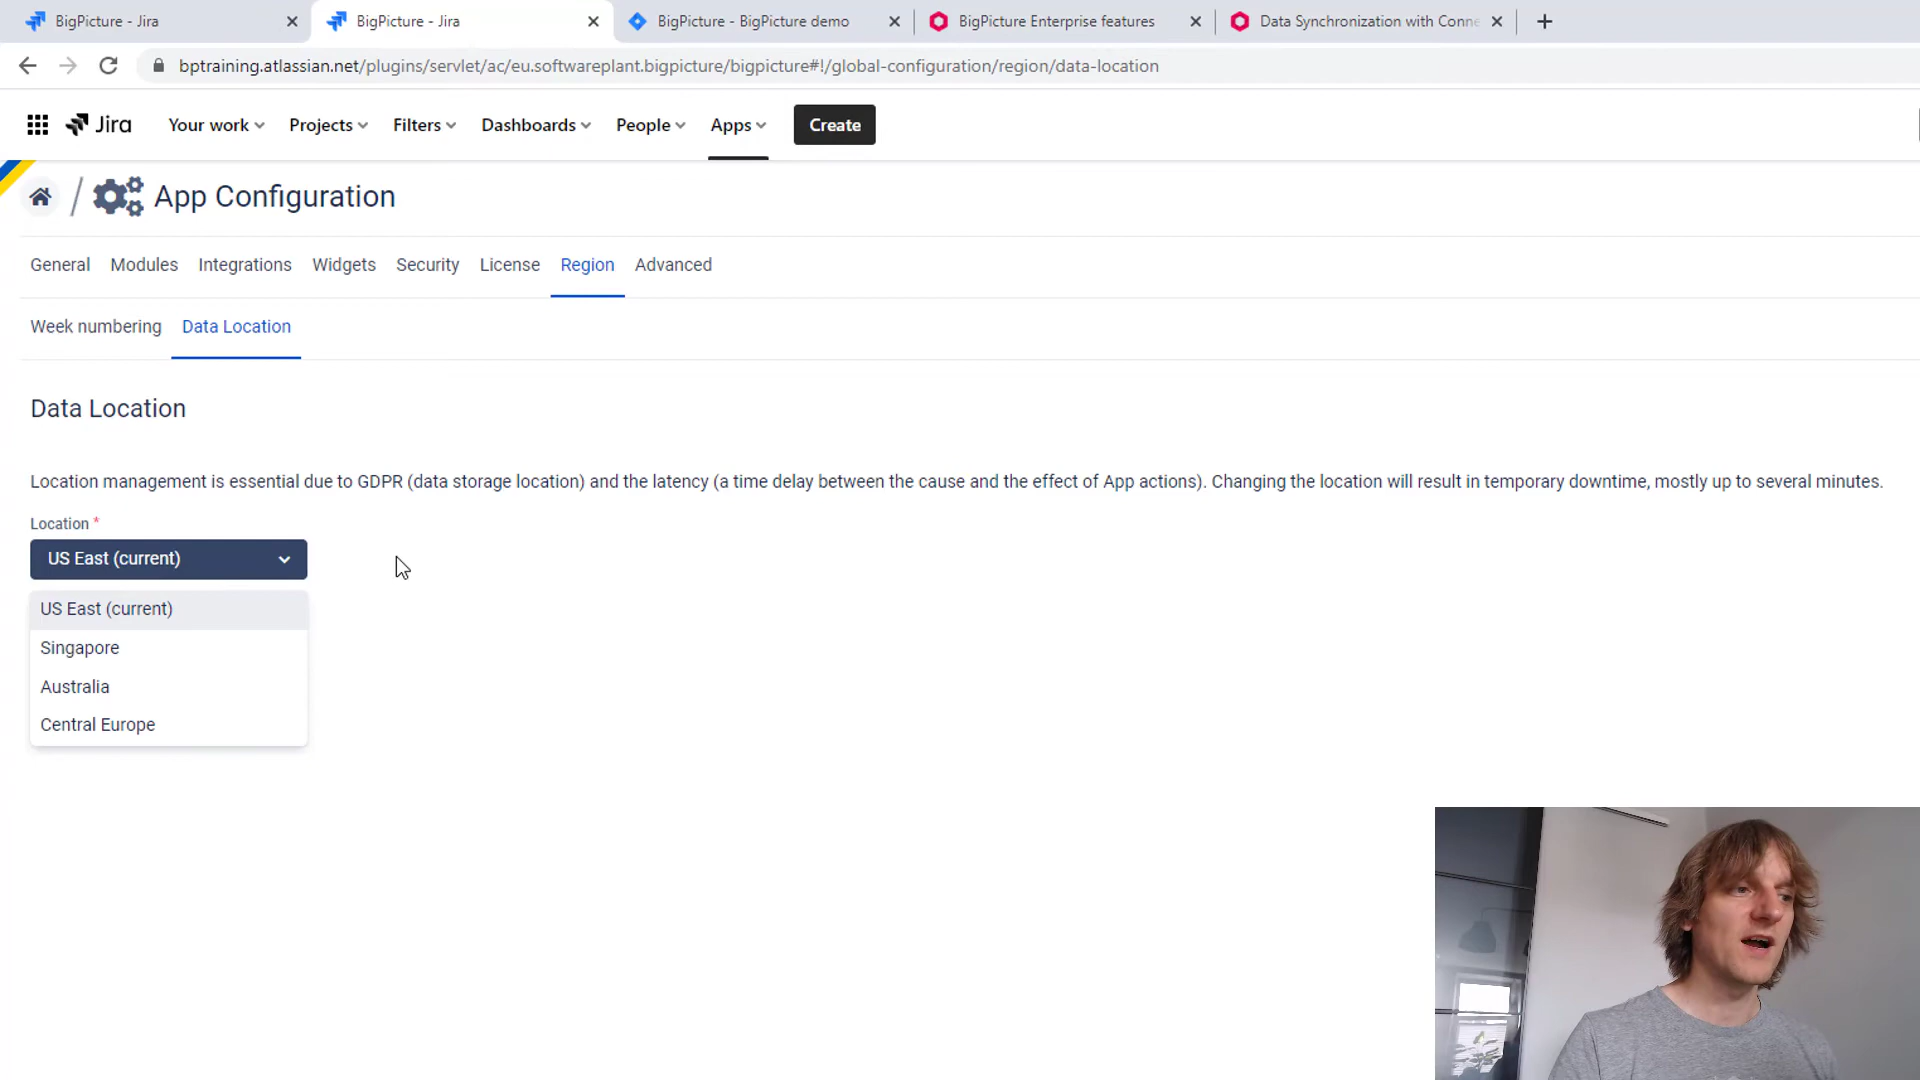 BigPicture - Jira
BigPicture - Jira
BigPicture - BigPicture demo
BigPicture Enterprise features
Data Synchronization with Conne
bptraining.atlassian.net/plugins/servlet/ac/eu.softwareplant.bigpicture/bigpicture#!/global-configuration/region/data-location
Jira
Your work
Projects
Filters
Dashboards
People
Apps
Create
/ App Configuration
General
Modules
Integrations
Widgets
Security
License
Region
Advanced
Week numbering
Data Location
Data Location
Location management is essential due to GDPR (data storage location) and the latency (a time delay between the cause and the effect of App actions). Changing the location will result in temporary downtime, mostly up to several minutes.
Location *
US East (current)
US East (current)
Singapore
Australia
Central Europe